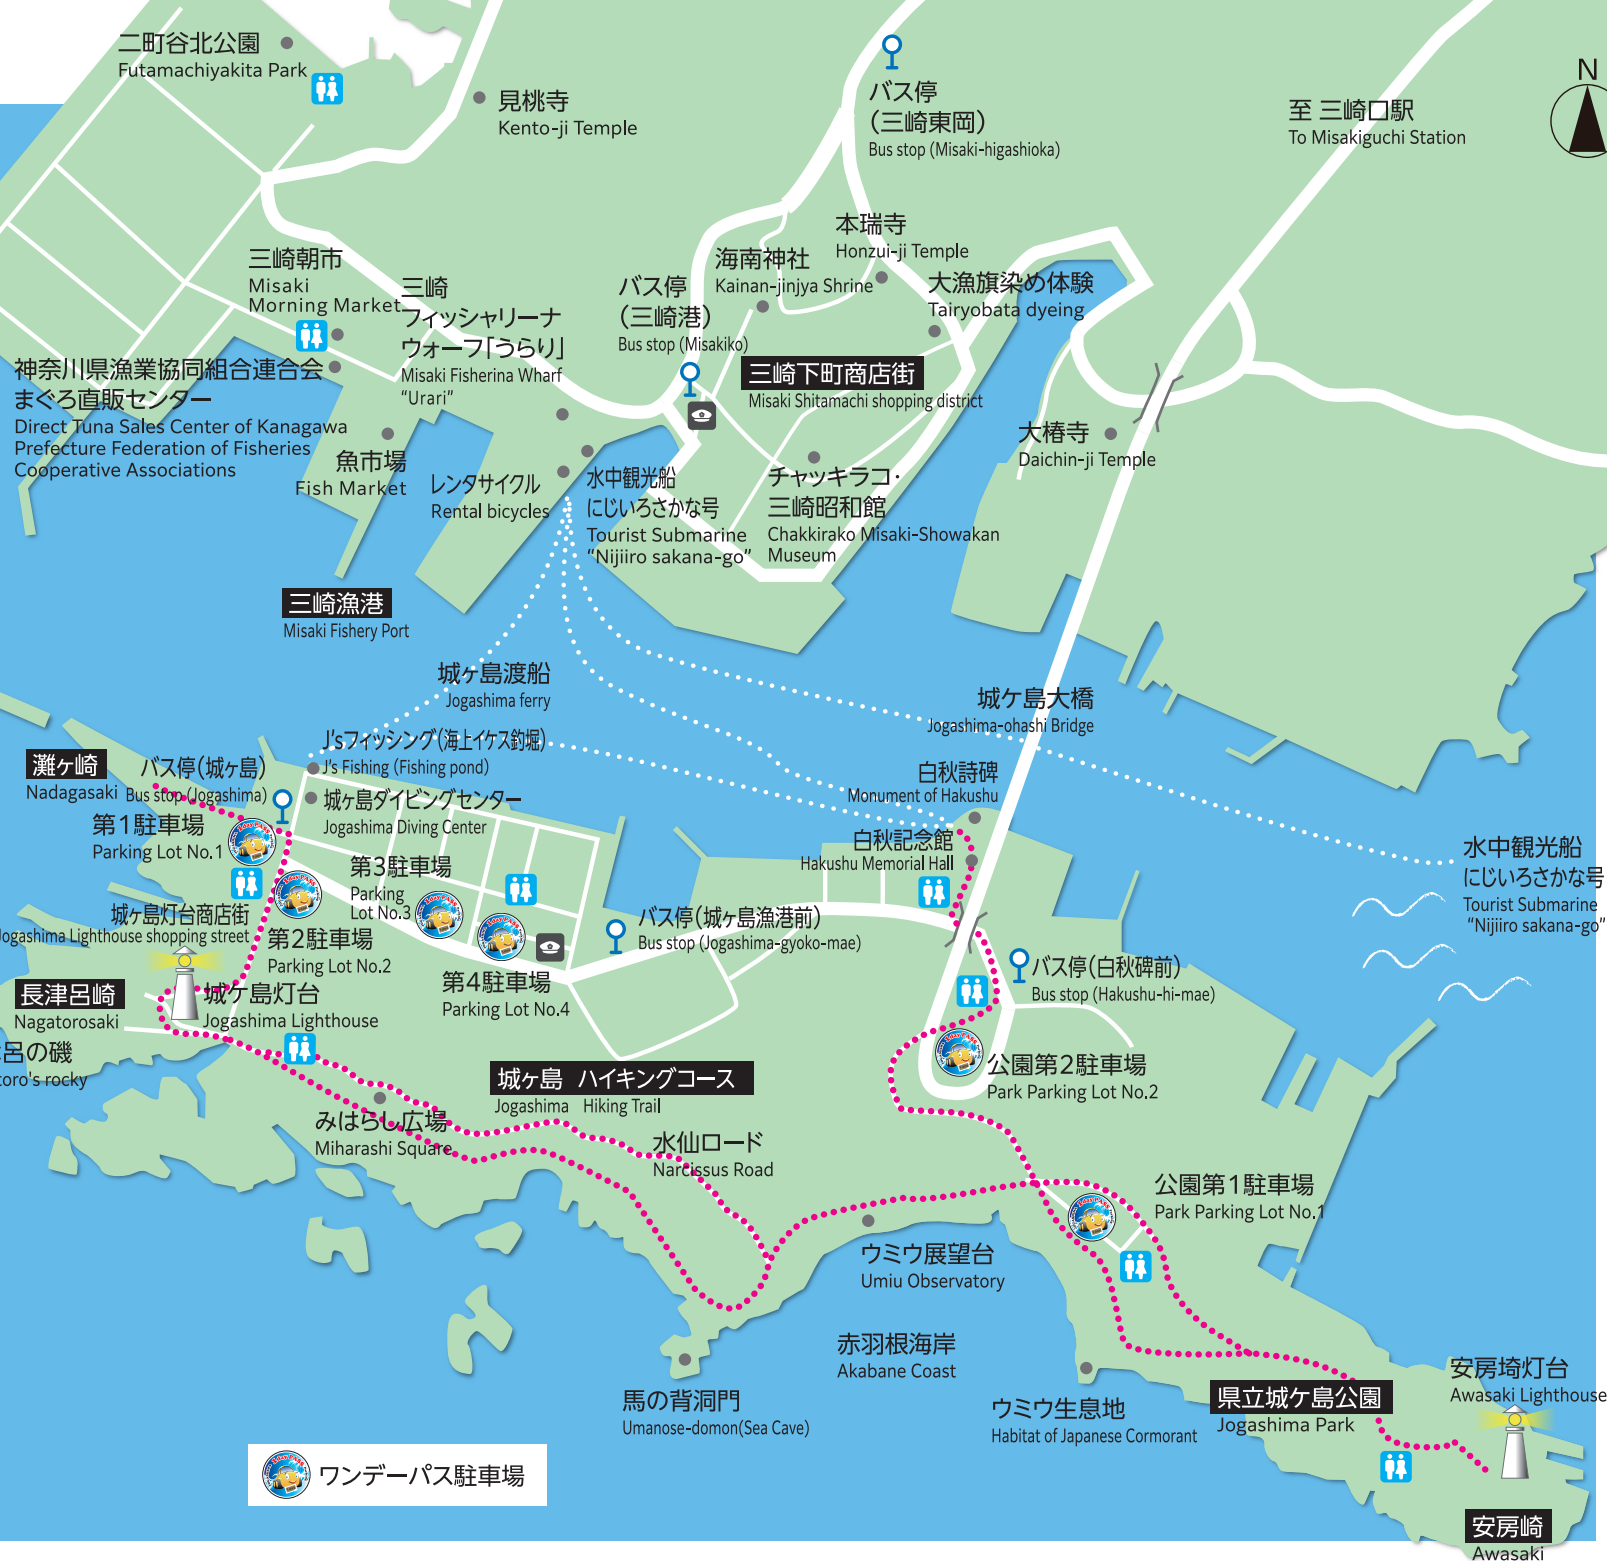 二町谷北公園
Futamachiyakita Park
見桃寺
Kento-ji Temple
バス停
（三崎東岡）
Bus stop (Misaki-higashioka)
至 三崎口駅
To Misakiguchi Station
N
三崎朝市
Misaki
Morning Market
三崎
フィッシャリーナ
ウォーフ「うらり」
Misaki Fisherina Wharf
“Urari”
バス停
（三崎港）
Bus stop (Misakiko)
海南神社
Kainan-jinjya Shrine
本瑞寺
Honzui-ji Temple
大漁旗染め体験
Tairyobata dyeing
神奈川県漁業協同組合連合会
まぐろ直販センター
Direct Tuna Sales Center of Kanagawa
Prefecture Federation of Fisheries
Cooperative Associations
三崎下町商店街
Misaki Shitamachi shopping district
魚市場
Fish Market
レンタサイクル
Rental bicycles
水中観光船
にじいろさかな号
Tourist Submarine
“Nijiiro sakana-go”
チャッキラコ・
三崎昭和館
Chakkirako Misaki-Showakan
Museum
大椿寺
Daichin-ji Temple
三崎漁港
Misaki Fishery Port
城ヶ島渡船
Jogashima ferry
城ケ島大橋
Jogashima-ohashi Bridge
灘ヶ崎
Nadagasaki
バス停（城ヶ島）
Bus stop (Jogashima)
J'sフィッシング（海上イケス釣堀）
J's Fishing (Fishing pond)
城ヶ島ダイビングセンター
Jogashima Diving Center
白秋詩碑
Monument of Hakushu
白秋記念館
Hakushu Memorial Hall
第1駐車場
Parking Lot No.1
第3駐車場
Parking
Lot No.3
水中観光船
にじいろさかな号
Tourist Submarine
“Nijiiro sakana-go”
城ヶ島灯台商店街
Jogashima Lighthouse shopping street
第2駐車場
Parking Lot No.2
バス停（城ヶ島漁港前）
Bus stop (Jogashima-gyoko-mae)
第4駐車場
Parking Lot No.4
バス停（白秋碑前）
Bus stop (Hakushu-hi-mae)
長津呂崎
Nagatorosaki
城ケ島灯台
Jogashima Lighthouse
呂の磯
toro's rocky
公園第2駐車場
Park Parking Lot No.2
城ヶ島 ハイキングコース
Jogashima Hiking Trail
みはらし広場
Miharashi Square
水仙ロード
Narcissus Road
公園第1駐車場
Park Parking Lot No.1
ウミウ展望台
Umiu Observatory
赤羽根海岸
Akabane Coast
馬の背洞門
Umanose-domon(Sea Cave)
ウミウ生息地
Habitat of Japanese Cormorant
県立城ケ島公園
Jogashima Park
安房埼灯台
Awasaki Lighthouse
安房崎
Awasaki
ワンデーパス駐車場